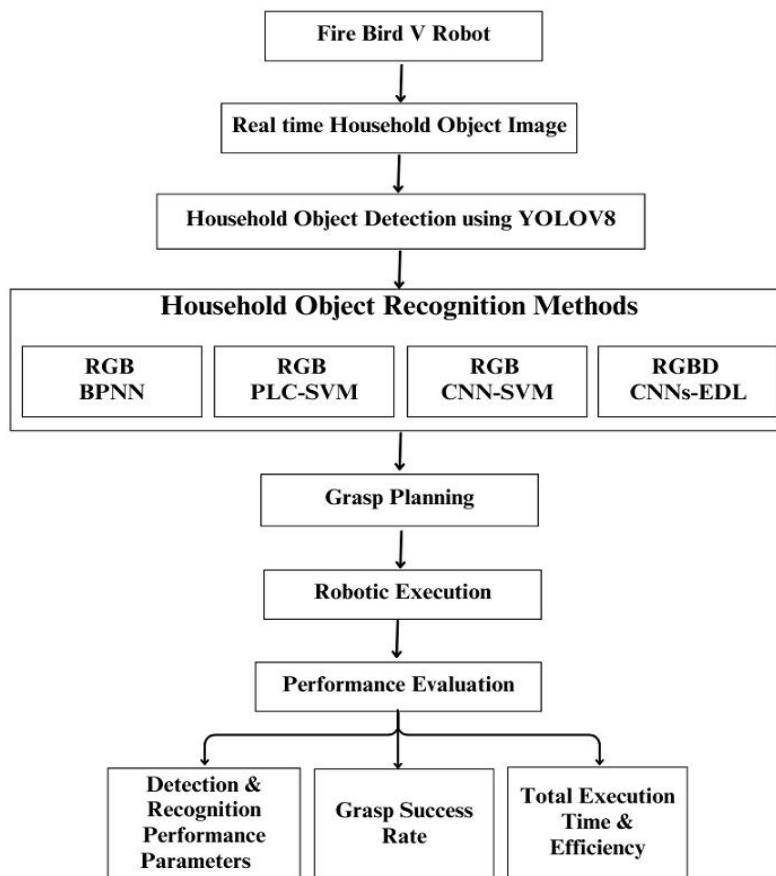 Fire Bird V Robot
Real time Household Object Image
Household Object Detection using YOLOV8
Household Object Recognition Methods
RGB
BPNN
RGB
PLC-SVM
RGB
CNN-SVM
RGBD
CNNs-EDL
Grasp Planning
Robotic Execution
Performance Evaluation
Detection &
Recognition
Performance
Parameters
Grasp Success
Rate
Total Execution
Time &
Efficiency